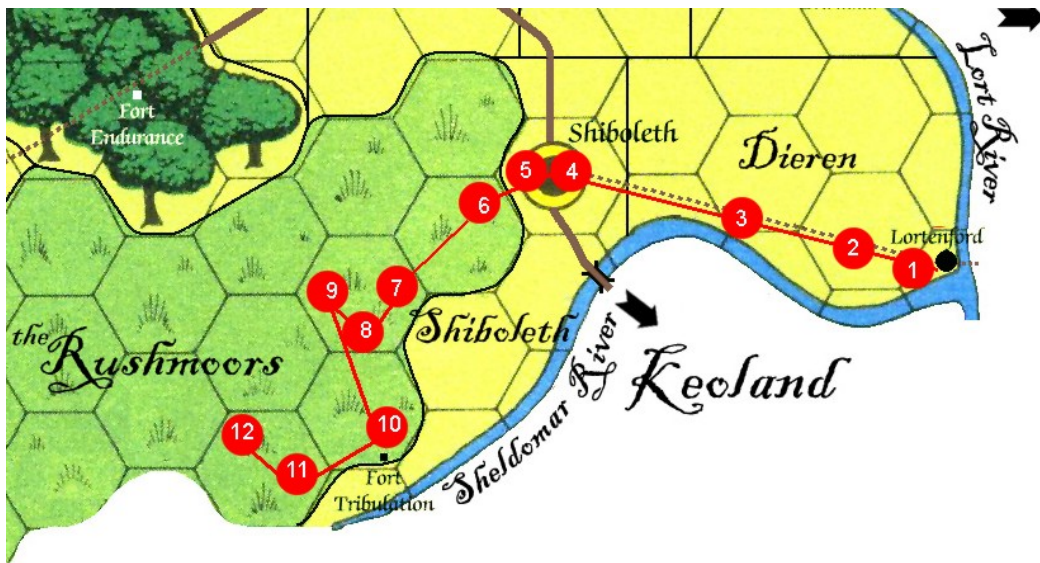 Lort River
Fort
Endurance
Shiboleth
Dieren
5
4
6
3
2
Lortenford
1
7
9
8
Shiboleth
the
Rushmoors
Sheldomar River
Keoland
10
12
11
Fort
Tribulation